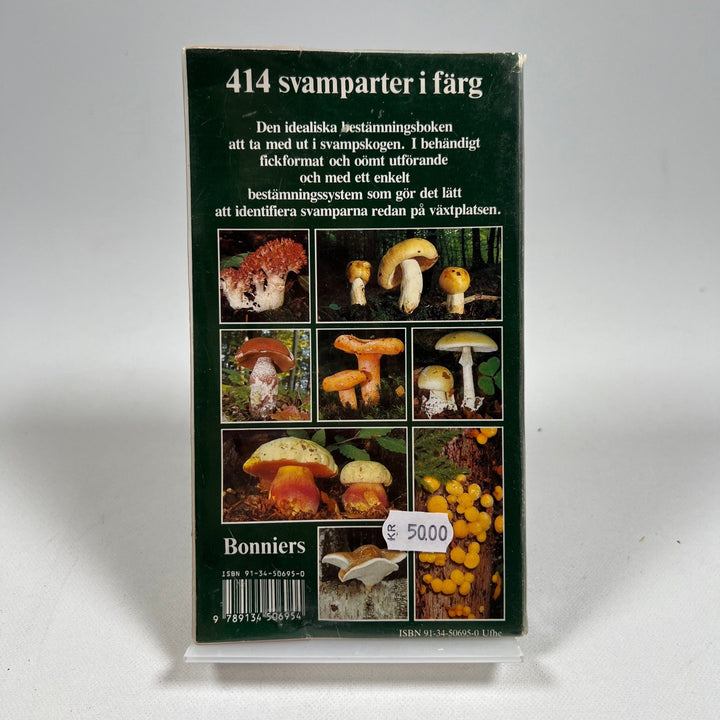 414 svamparter i färg
Den idealiska bestämningsboken
att ta med ut i svampskogen. I behändigt
fickformat och oömt utförande
och med ett enkelt
bestämningssystem som gör det lätt
att identifiera svamparna redan på växtplatsen.
KR 50.00
Bonniers
ISBN 91-34-50695-0
9 789134 506954
ISBN 91-34-50695-0 Ufbc